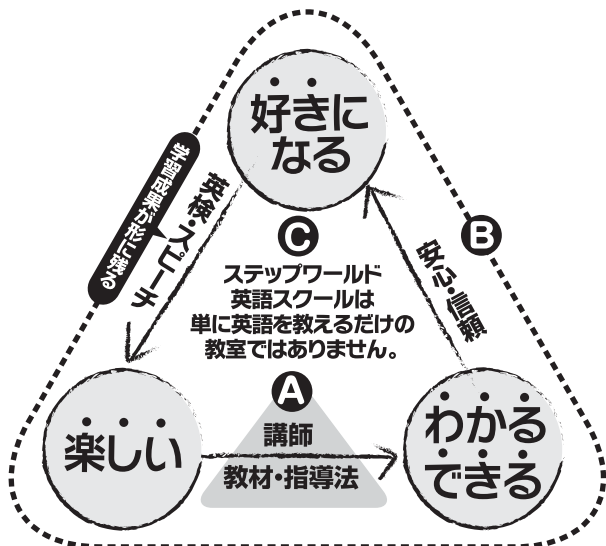 好きに
なる
学習成果が形に残る
英検・スピーチ
安心・信頼
B
C
ステップワールド
英語スクールは
単に英語を教えるだけの
教室ではありません。
A
講師
教材・指導法
楽しい
わかる
できる